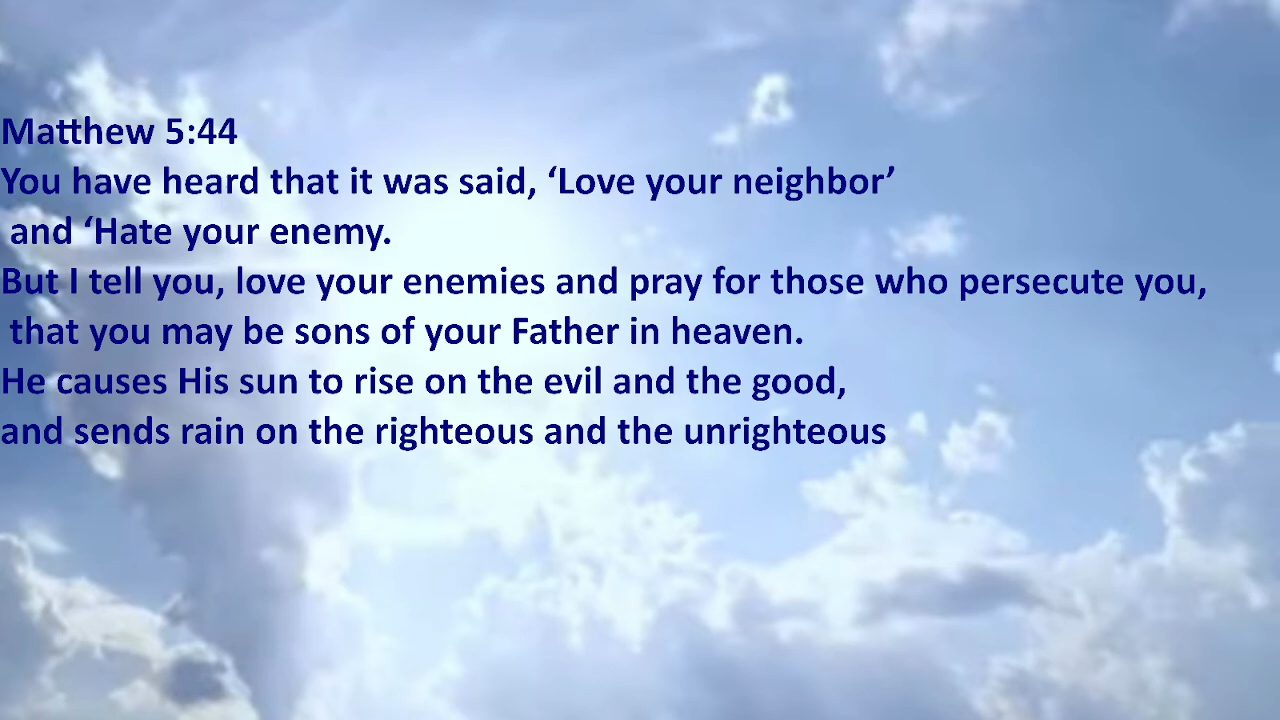 Matthew 5:44
You have heard that it was said, ‘Love your neighbor’
and ‘Hate your enemy.
But I tell you, love your enemies and pray for those who persecute you,
that you may be sons of your Father in heaven.
He causes His sun to rise on the evil and the good,
and sends rain on the righteous and the unrighteous